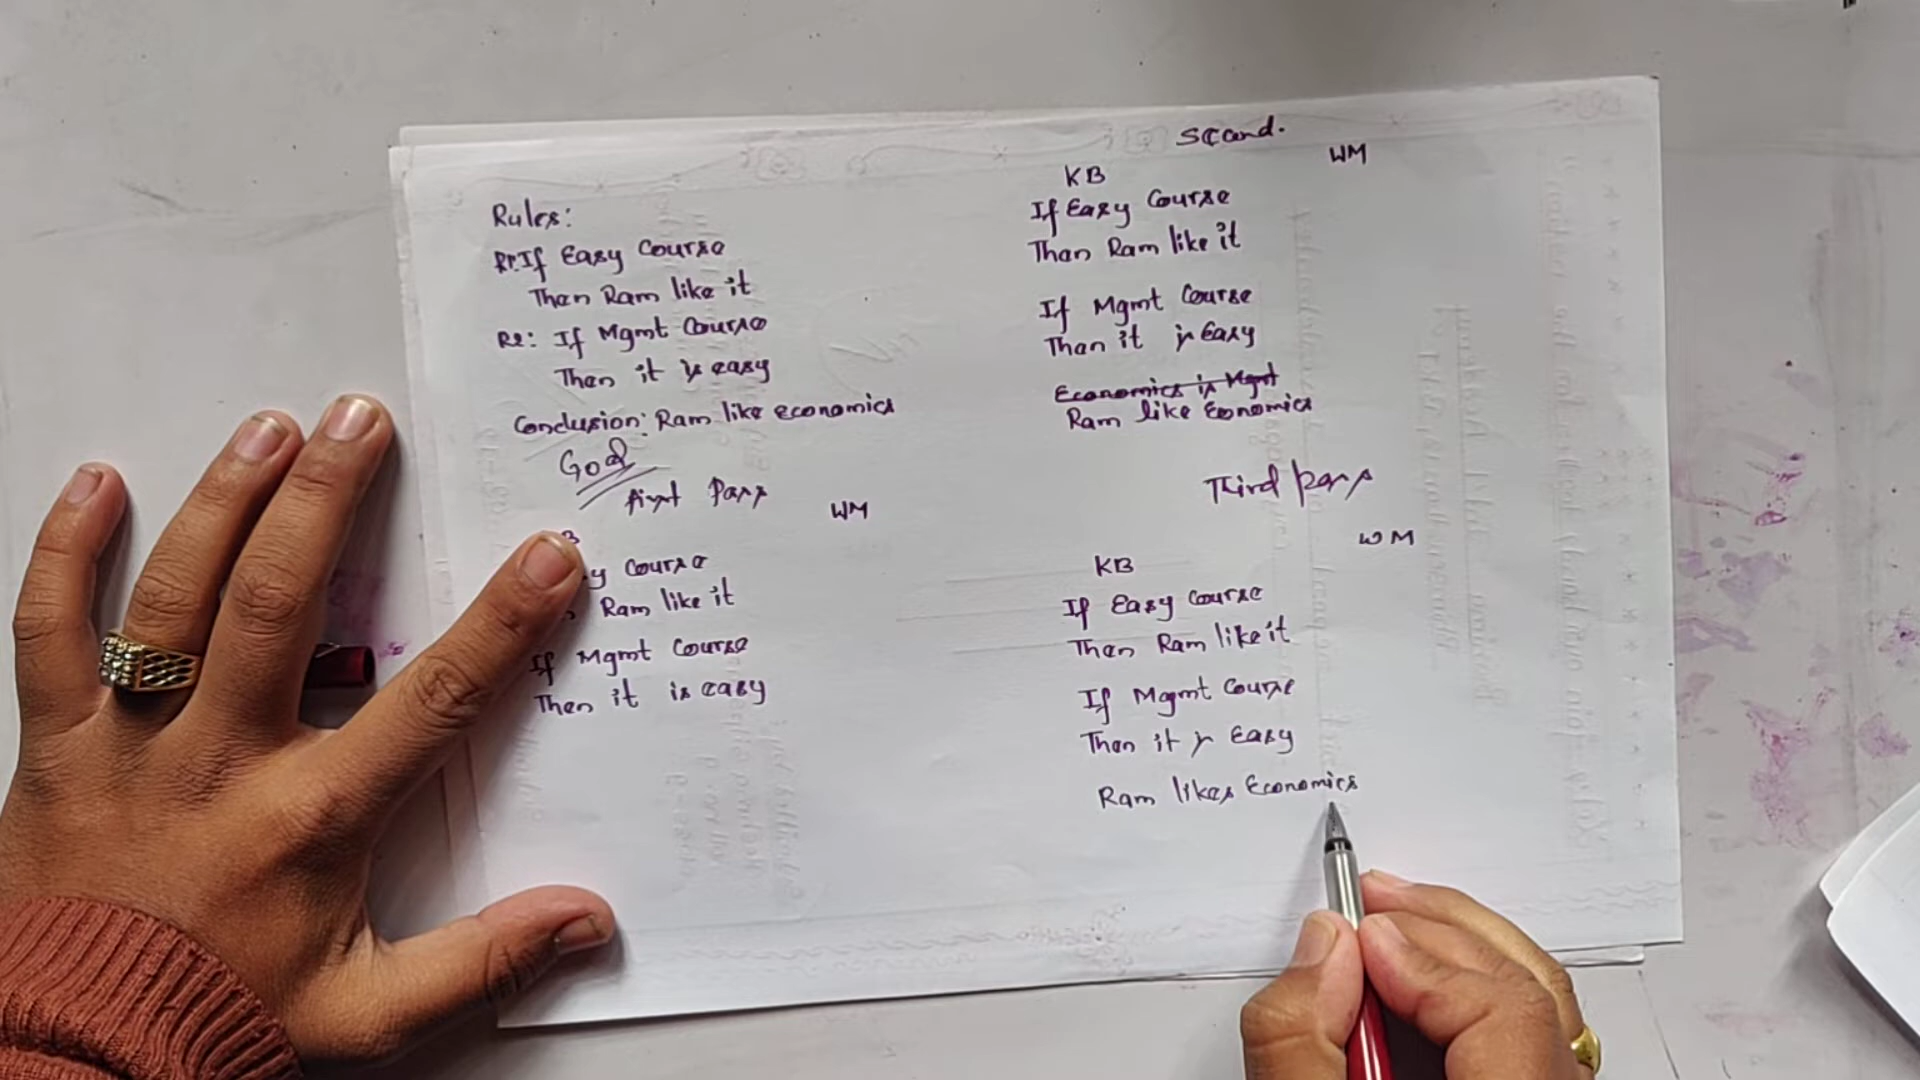 Rules:
R1: If Easy Course
Then Ram like it
R2: If Mgmt Course
Then it is easy
Conclusion: Ram like economics
Goal
First Pass
WM
B
y Course
Ram like it
If Mgmt Course
Then it is easy
Second.
KB
WM
If Easy Course
Then Ram like it
If Mgmt Course
Then it is Easy
Economics is Mgmt
Ram like Economics
Third pass
WM
KB
If Easy Course
Then Ram like it
If Mgmt Course
Then it is Easy
Ram likes Economics